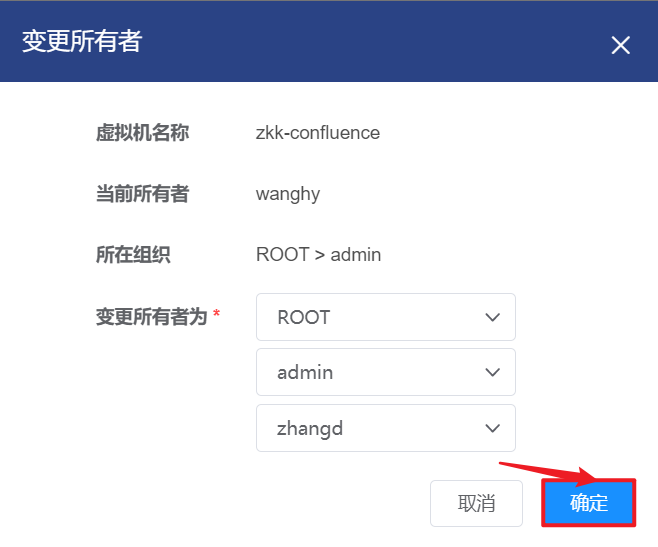 变更所有者
虚拟机名称 zkk-confluence
当前所有者 wanghy
所在组织 ROOT > admin
变更所有者为 * ROOT
admin
zhangd
取消 确定